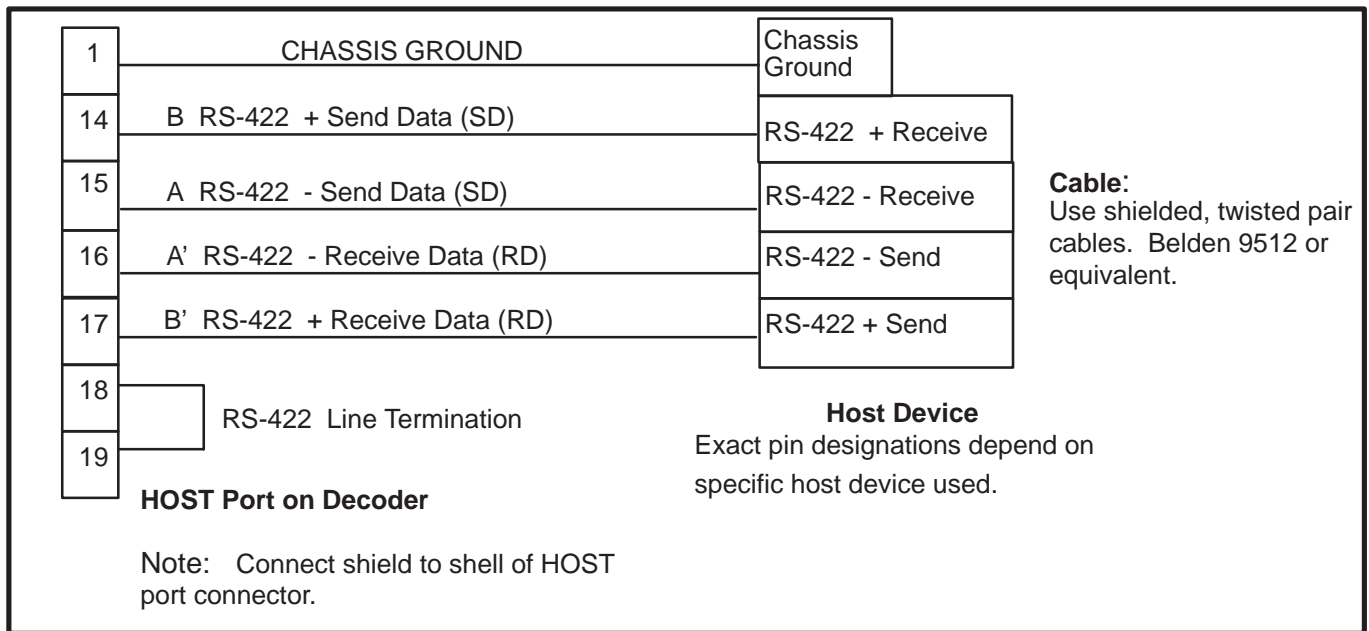 1
CHASSIS GROUND
Chassis
Ground
14
B RS-422 + Send Data (SD)
RS-422 + Receive
15
A RS-422 - Send Data (SD)
RS-422 - Receive
16
A’ RS-422 - Receive Data (RD)
RS-422 - Send
17
B’ RS-422 + Receive Data (RD)
RS-422 + Send
18
RS-422 Line Termination
19
Cable:
Use shielded, twisted pair
cables. Belden 9512 or
equivalent.
Host Device
Exact pin designations depend on
specific host device used.
HOST Port on Decoder
Note: Connect shield to shell of HOST
port connector.